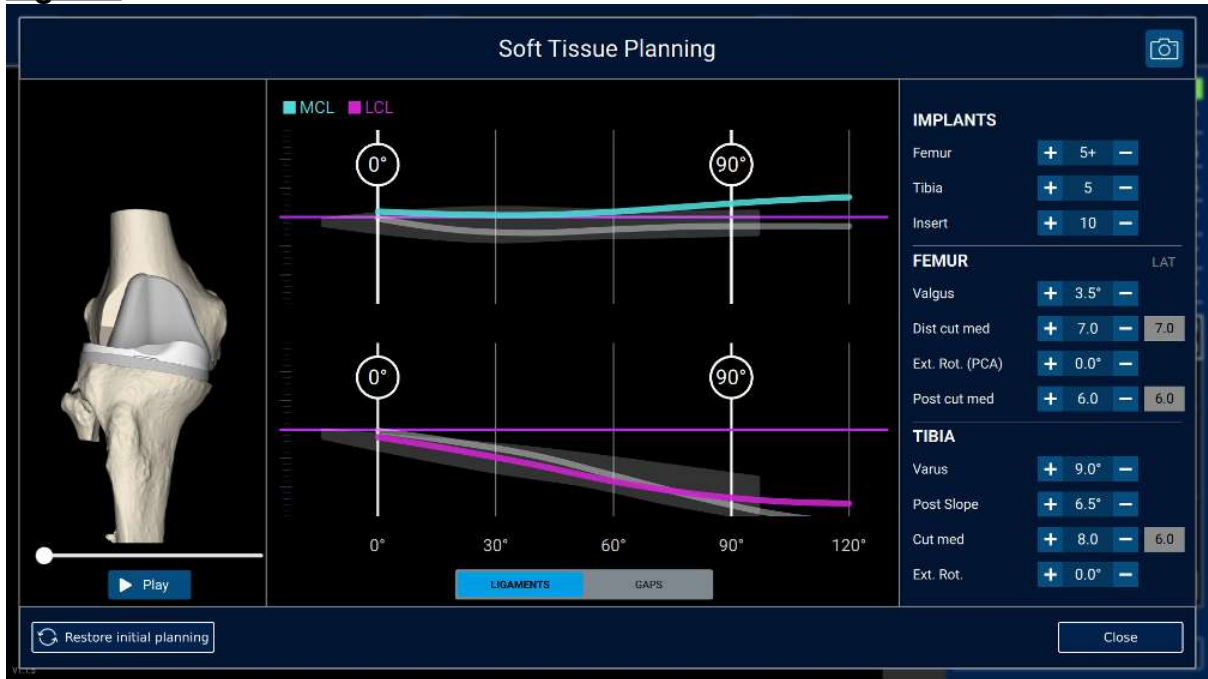 Soft Tissue Planning
MCL LCL
0° 90°
0° 90°
0° 30° 60° 90° 120°
LIGAMENTS GAPS
Play
IMPLANTS
Femur + 5+ −
Tibia + 5 −
Insert + 10 −
FEMUR LAT
Valgus + 3.5° −
Dist cut med + 7.0 − 7.0
Ext. Rot. (PCA) + 0.0° −
Post cut med + 6.0 − 6.0
TIBIA
Varus + 9.0° −
Post Slope + 6.5° −
Cut med + 8.0 − 6.0
Ext. Rot. + 0.0° −
Restore initial planning
Close